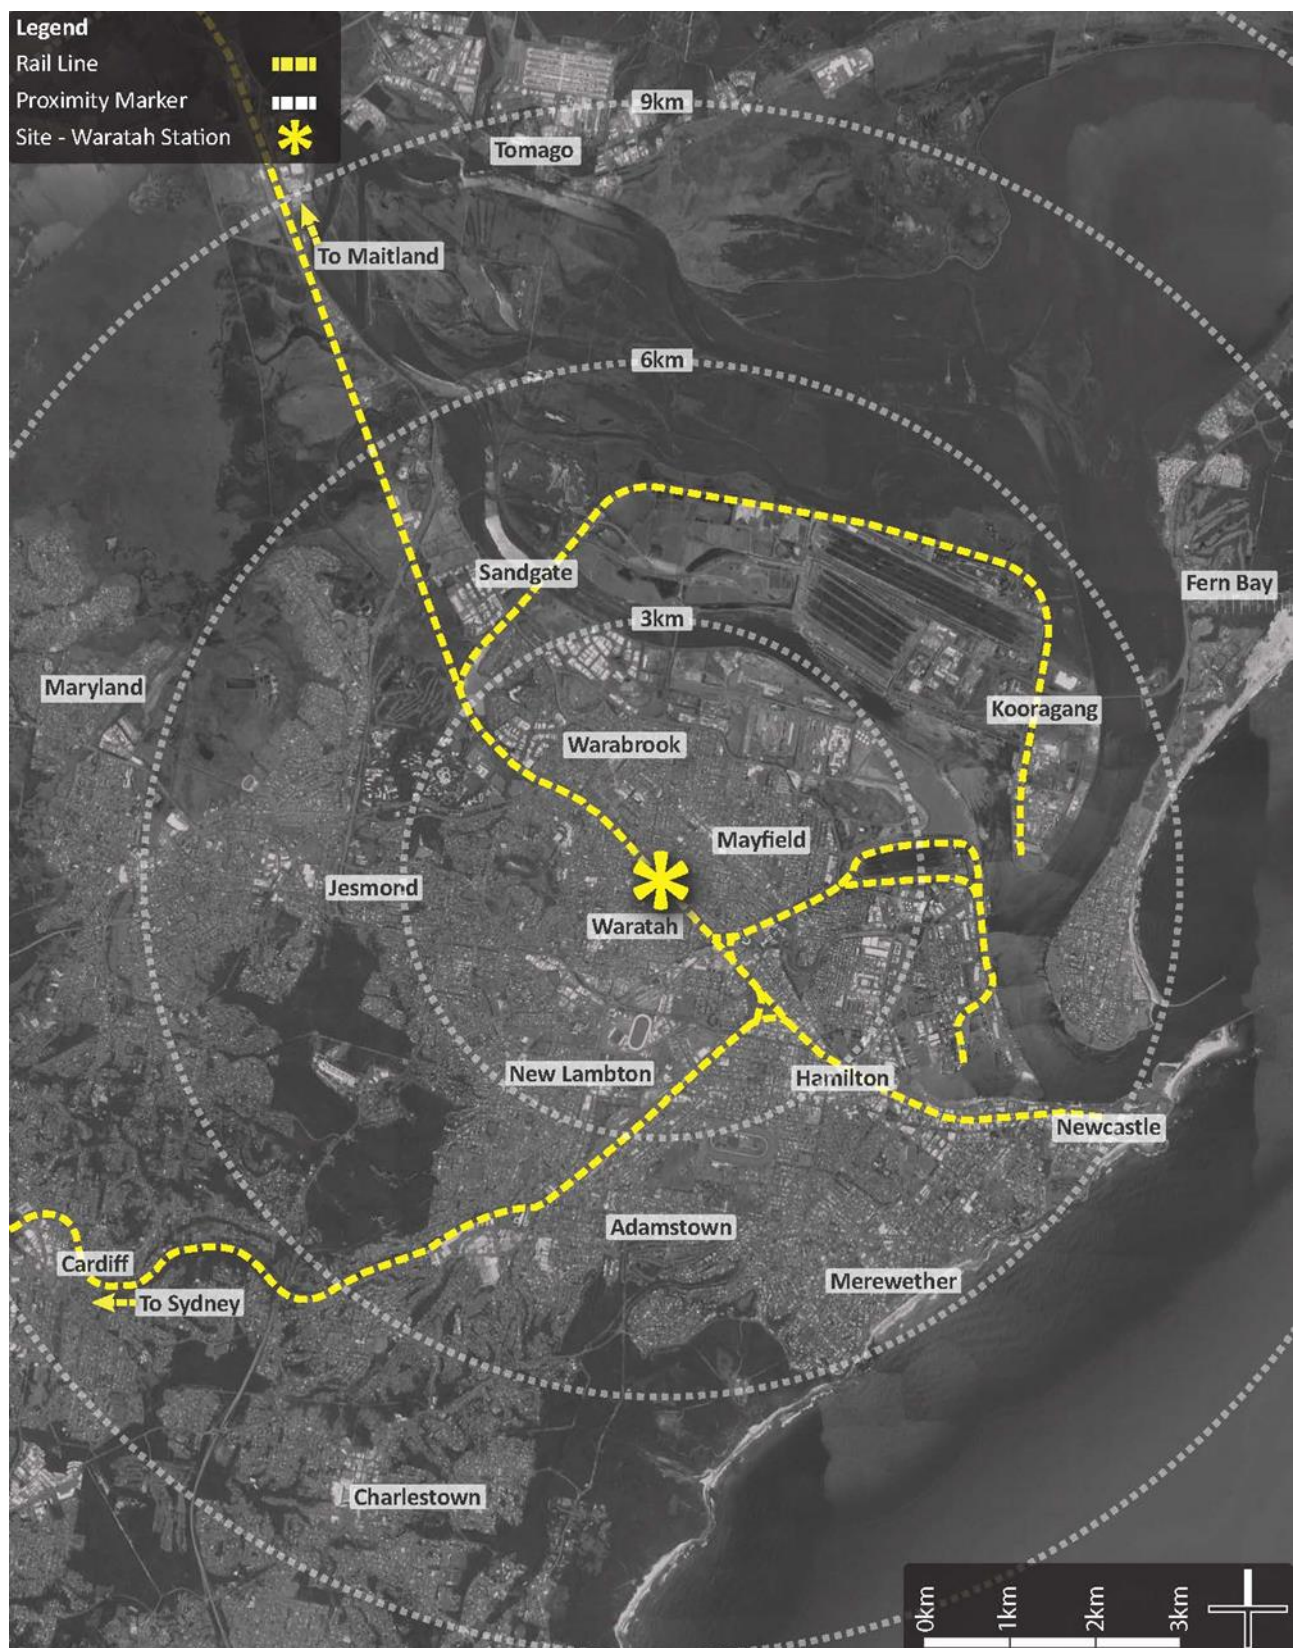 Legend
Rail Line
Proximity Marker
Site - Waratah Station
9km
Tomago
To Maitland
6km
Sandgate
Fern Bay
3km
Maryland
Kooragang
Warabrook
Mayfield
Jesmond
Waratah
New Lambton
Hamilton
Newcastle
Adamstown
Cardiff
Merewether
To Sydney
Charlestown
0km
1km
2km
3km